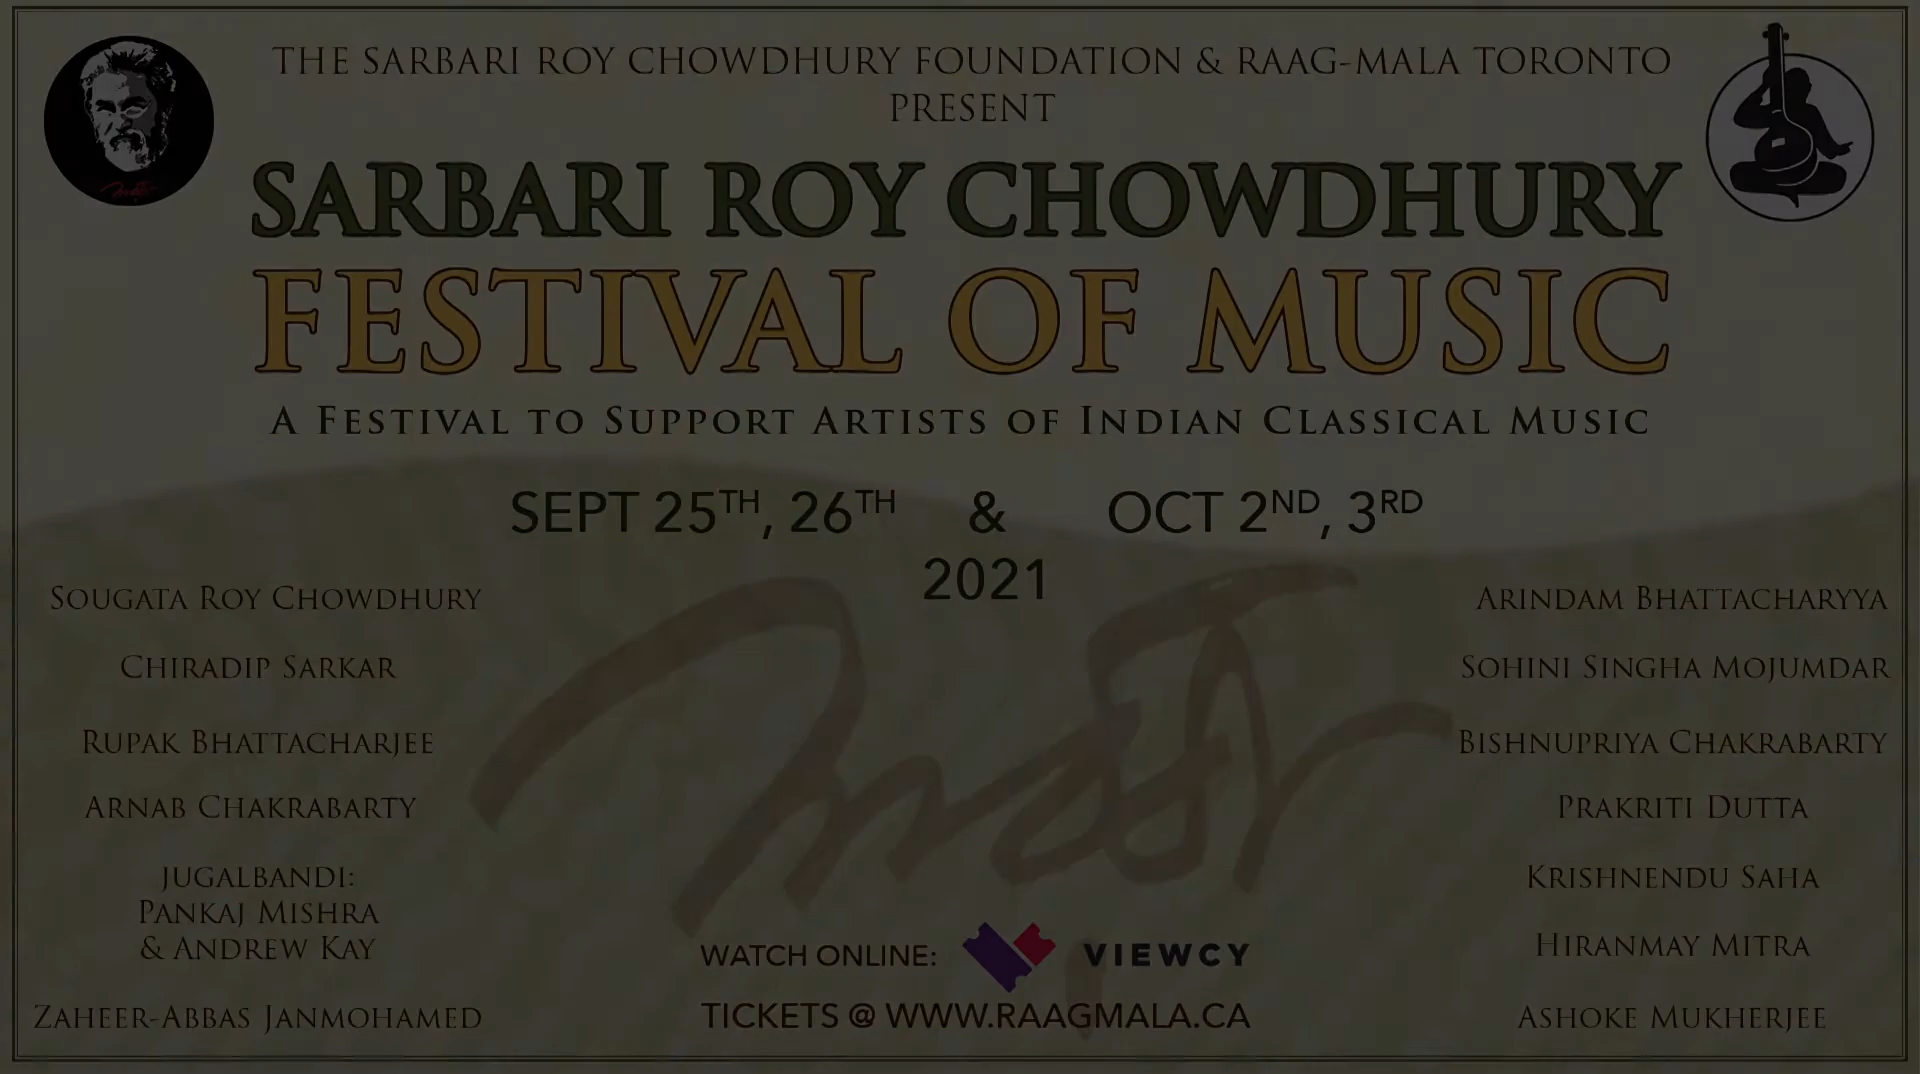 THE SARBARI ROY CHOWDHURY FOUNDATION & RAAG-MALA TORONTO
PRESENT
SARBARI ROY CHOWDHURY
FESTIVAL OF MUSIC
A FESTIVAL TO SUPPORT ARTISTS OF INDIAN CLASSICAL MUSIC
SEPT 25TH, 26TH & OCT 2ND, 3RD
2021
SOUGATA ROY CHOWDHURY
CHIRADIP SARKAR
RUPAK BHATTACHARJEE
ARNAB CHAKRABARTY
JUGALBANDI:
PANKAJ MISHRA
& ANDREW KAY
ZAHEER-ABBAS JANMOHAMED
ARINDAM BHATTACHARYYA
SOHINI SINGHA MOJUMDAR
BISHNUPRIYA CHAKRABARTY
PRAKRITI DUTTA
KRISHNENDU SAHA
HIRANMAY MITRA
ASHOKE MUKHERJEE
WATCH ONLINE: VIEWCY
TICKETS @ WWW.RAAGMALA.CA